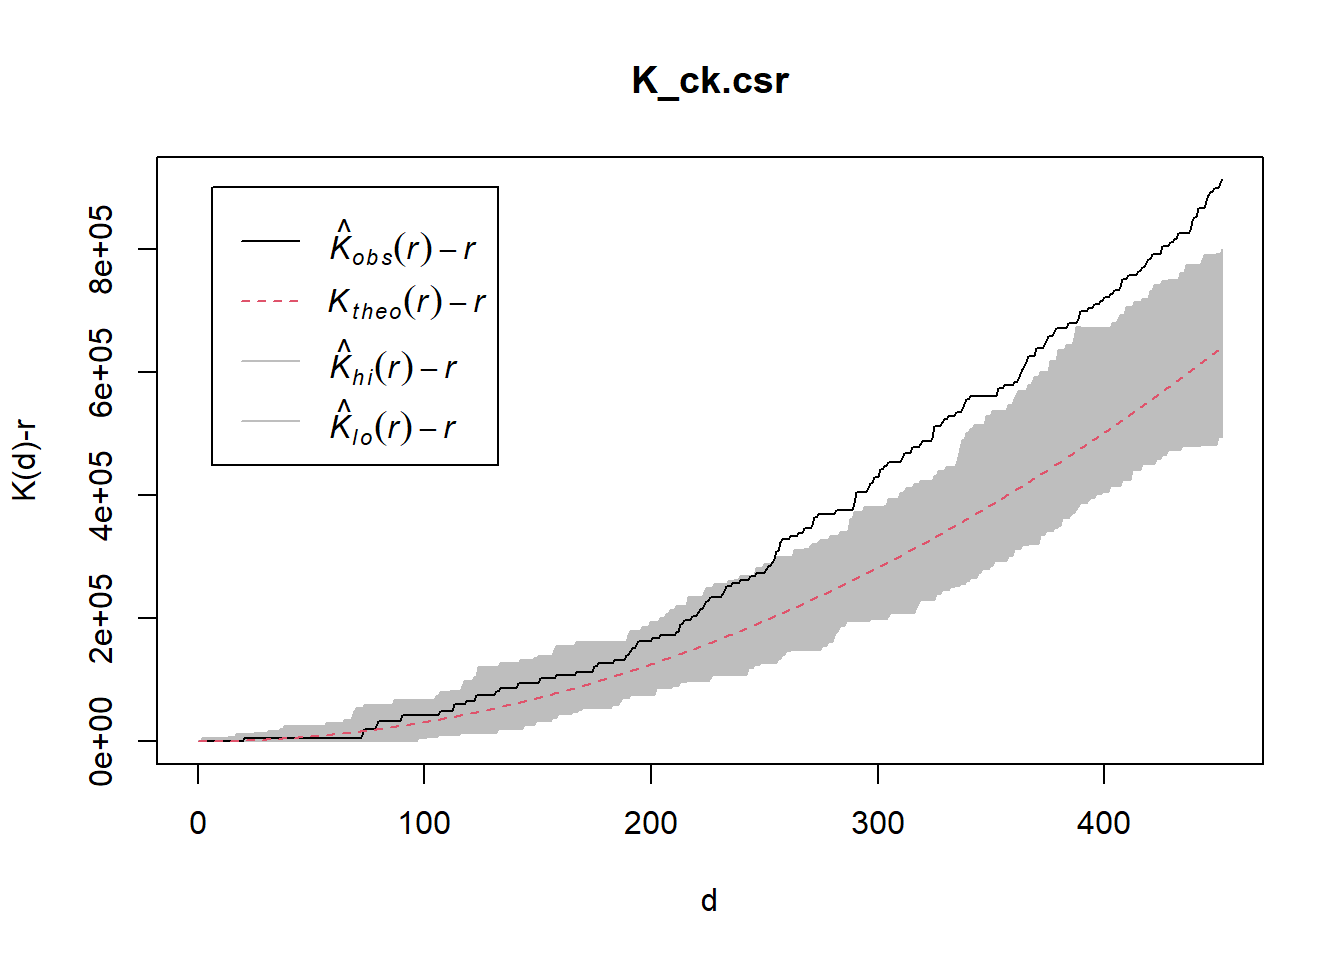 K_ck.csr
K̂obs(r) − r
Ktheo(r) − r
K̂hi(r) − r
K̂lo(r) − r
K(d)-r
8e+05
6e+05
4e+05
2e+05
0e+00
0 100 200 300 400
d